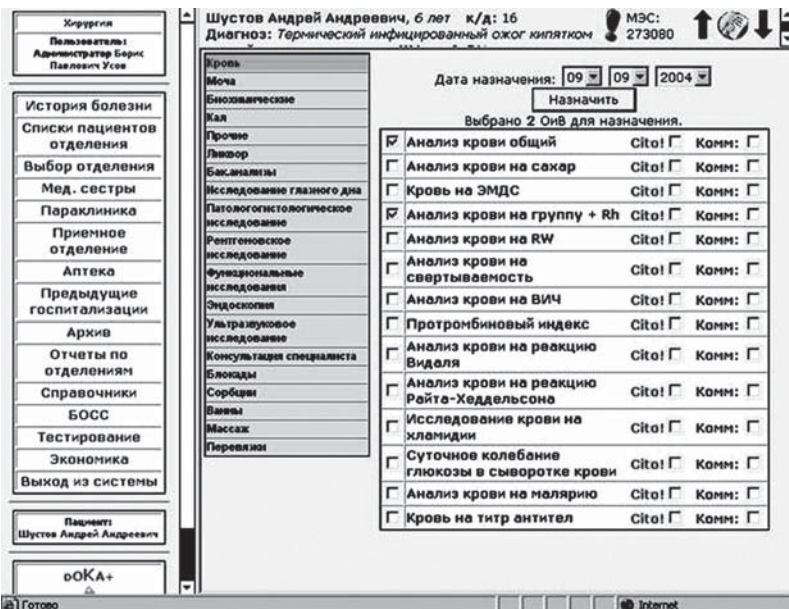 Хирургия
Пользователь:
Администратор Борис
Павлович Усов
История болезни
Списки пациентов
отделения
Выбор отделения
Мед. сестры
Параклиника
Приемное
отделение
Аптека
Предыдущие
госпитализации
Архив
Отчеты по
отделениям
Справочники
БОСС
Тестирование
Экономика
Выход из системы
Пациент:
Шустов Андрей Андреевич
DOKA+
Шустов Андрей Андреевич, 6 лет к/д: 16
Диагноз: Термический инфицированный ожог кипятком
МЭС:
273080
Кровь
Моча
Биохимические
Кал
Прочие
Ликвор
Бак.анализы
Исследование глазного дна
Патологогистологическое
исследование
Рентгеновское
исследование
Функциональные
исследования
Эндоскопия
Ультразвуковое
исследование
Консультация специалиста
Блокады
Сорбции
Ванны
Массаж
Перевязки
Дата назначения: 09 09 2004
Назначить
Выбрано 2 ОиВ для назначения.
Анализ крови общий Cito! Комм:
Анализ крови на сахар Cito! Комм:
Кровь на ЭМДС Cito! Комм:
Анализ крови на группу + Rh Cito! Комм:
Анализ крови на RW Cito! Комм:
Анализ крови на
свертываемость Cito! Комм:
Анализ крови на ВИЧ Cito! Комм:
Протромбиновый индекс Cito! Комм:
Анализ крови на реакцию
Видаля Cito! Комм:
Анализ крови на реакцию
Райта-Хеддельсона Cito! Комм:
Исследование крови на
хламидии Cito! Комм:
Суточное колебание
глюкозы в сыворотке крови Cito! Комм:
Анализ крови на малярию Cito! Комм:
Кровь на титр антител Cito! Комм:
Готово
Internet